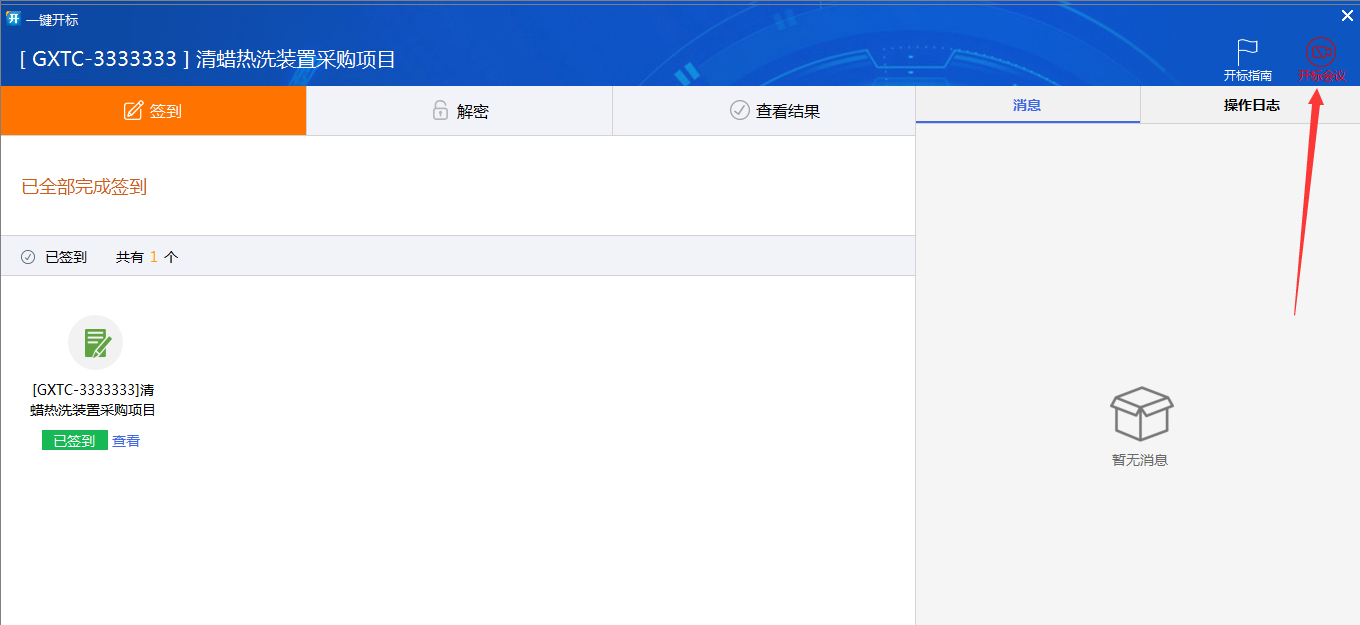 开 一键开标
[ GXTC-3333333 ] 清蜡热洗装置采购项目
开标指南
开标会议
签到
解密
查看结果
消息
操作日志
已全部完成签到
已签到 共有 1 个
[GXTC-3333333]清
蜡热洗装置采购项目
已签到 查看
暂无消息